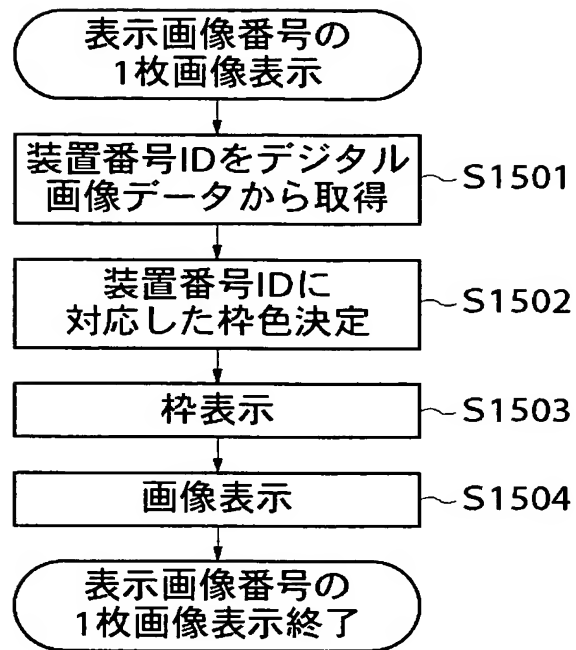 表示画像番号の
1枚画像表示
装置番号IDをデジタル
画像データから取得
S1501
装置番号IDに
対応した枠色決定
S1502
枠表示
S1503
画像表示
S1504
表示画像番号の
1枚画像表示終了